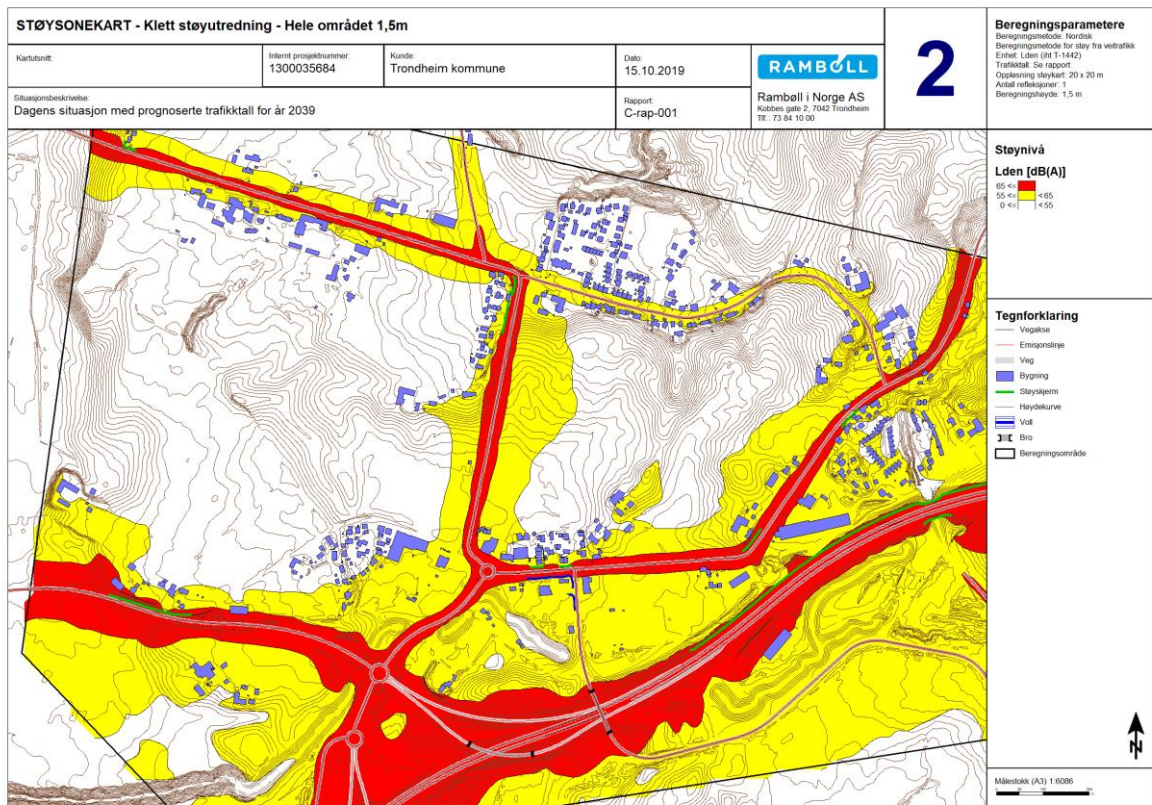 STØYSONEKART - Klett støyutredning - Hele området 1,5m
Kartutsnitt:
Internt prosjektnummer:
1300035684
Kunde:
Trondheim kommune
Dato:
15.10.2019
Situasjonsbeskrivelse:
Dagens situasjon med prognoserte trafikktall for år 2039
Rapport:
C-rap-001
RAMBOLL
Rambøll i Norge AS
Kobbes gate 2, 7042 Trondheim
Tlf.: 73 84 10 00
2
Beregningsparametere
Beregningsmetode: Nordisk
Beregningsmetode for støy fra veitrafikk
Enhet: Lden (iht T-1442)
Trafikktall: Se rapport
Oppløsning støykart: 20 x 20 m
Antall refleksjoner: 1
Beregningshøyde: 1,5 m
Støynivå
Lden [dB(A)]
65 <=
55 <= < 65
0 <= < 55
Tegnforklaring
Vegakse
Emisjonslinje
Veg
Bygning
Støyskjerm
Høydekurve
Voll
Bro
Beregningsområde
N
Målestokk (A3) 1:6086